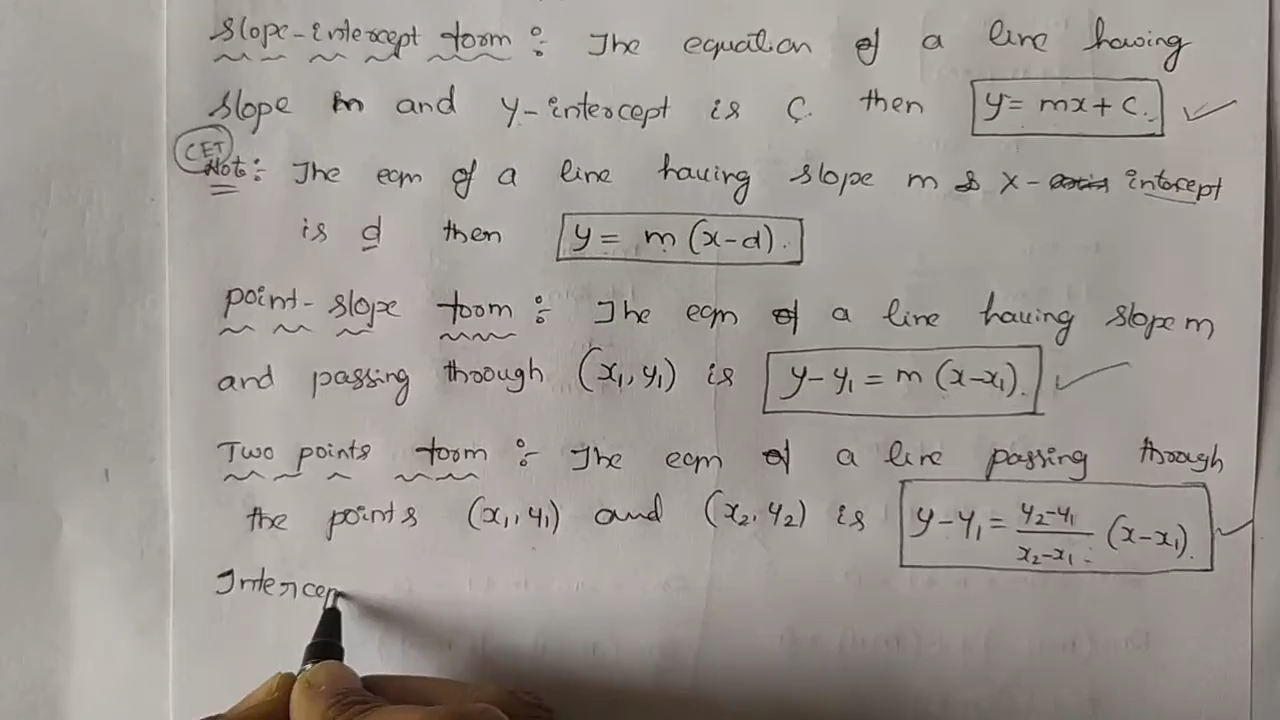 Slope-intercept form :- The equation of a line having
slope m and y-intercept is c. then y = mx + c.
CET
Note:- The eqn of a line having slope m & x- intercept
is d then y = m (x-d).
point-slope form :- The eqn of a line having slope m
and passing through (x₁, y₁) is y-y₁ = m (x-x₁).
Two points form :- The eqn of a line passing through
the points (x₁, y₁) and (x₂, y₂) is y-y₁ = y₂-y₁ / x₂-x₁ (x-x₁).
Intercep